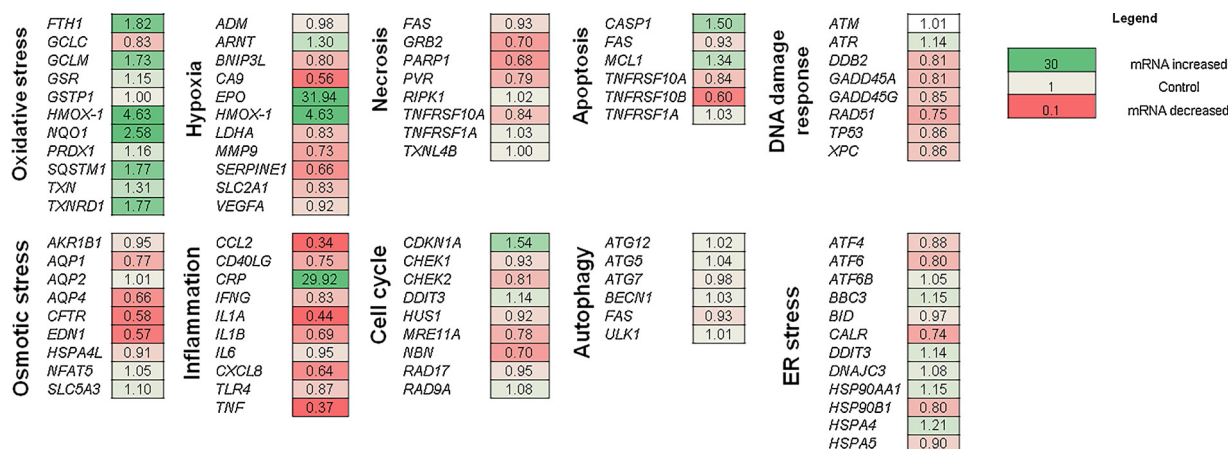 Oxidative stress
FTH1 1.82
GCLC 0.83
GCLM 1.73
GSR 1.15
GSTP1 1.00
HMOX-1 4.63
NQO1 2.58
PRDX1 1.16
SQSTM1 1.77
TXN 1.31
TXNRD1 1.77
Hypoxia
ADM 0.98
ARNT 1.30
BNIP3L 0.80
CA9 0.56
EPO 31.94
HMOX-1 4.63
LDHA 0.83
MMP9 0.73
SERPINE1 0.66
SLC2A1 0.83
VEGFA 0.92
Necrosis
FAS 0.93
GRB2 0.70
PARP1 0.68
PVR 0.79
RIPK1 1.02
TNFRSF10A 0.84
TNFRSF1A 1.03
TXNL4B 1.00
Apoptosis
CASP1 1.50
FAS 0.93
MCL1 1.34
TNFRSF10A 0.84
TNFRSF10B 0.60
TNFRSF1A 1.03
DNA damage
response
ATM 1.01
ATR 1.14
DDB2 0.81
GADD45A 0.81
GADD45G 0.85
RAD51 0.75
TP53 0.86
XPC 0.86
Legend
30 mRNA increased
1 Control
0.1 mRNA decreased
Osmotic stress
AKR1B1 0.95
AQP1 0.77
AQP2 1.01
AQP4 0.66
CFTR 0.58
EDN1 0.57
HSPA4L 0.91
NFAT5 1.05
SLC5A3 1.10
Inflammation
CCL2 0.34
CD40LG 0.75
CRP 29.92
IFNG 0.83
IL1A 0.44
IL1B 0.69
IL6 0.95
CXCL8 0.64
TLR4 0.87
TNF 0.37
Cell cycle
CDKN1A 1.54
CHEK1 0.93
CHEK2 0.81
DDIT3 1.14
HUS1 0.92
MRE11A 0.78
NBN 0.70
RAD17 0.95
RAD9A 1.08
Autophagy
ATG12 1.02
ATG5 1.04
ATG7 0.98
BECN1 1.03
FAS 0.93
ULK1 1.01
ER stress
ATF4 0.88
ATF6 0.80
ATF6B 1.05
BBC3 1.15
BID 0.97
CALR 0.74
DDIT3 1.14
DNAJC3 1.08
HSP90AA1 1.15
HSP90B1 0.80
HSPA4 1.21
HSPA5 0.90